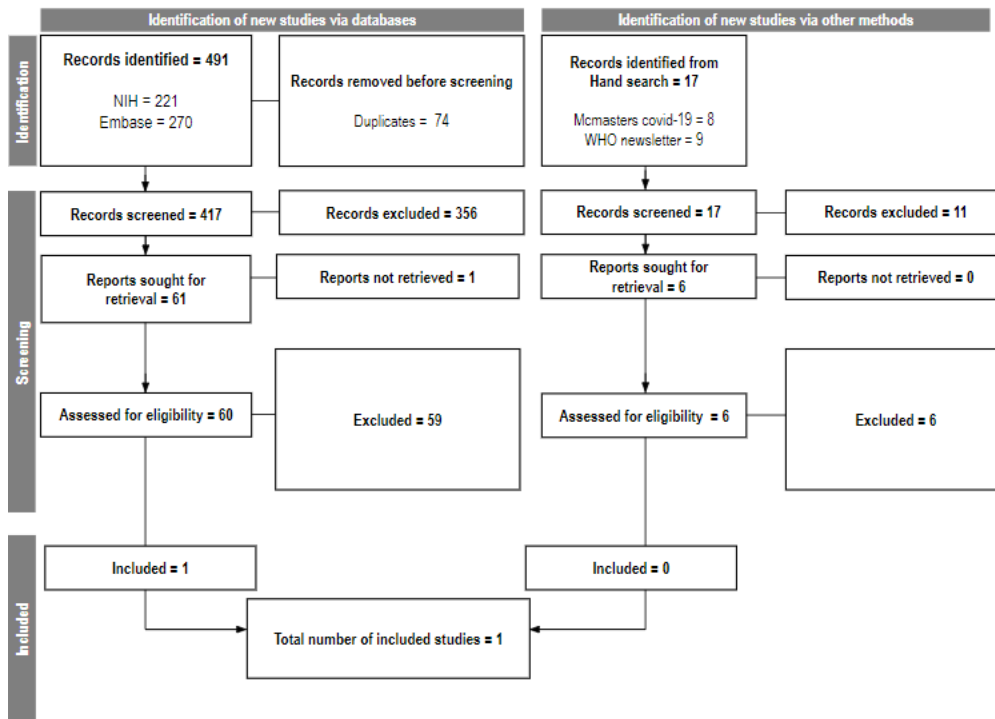 Identification of new studies via databases
Identification of new studies via other methods
Identification
Records identified = 491
NIH = 221
Embase = 270
Records removed before screening
Duplicates = 74
Records identified from
Hand search = 17
Mcmasters covid-19 = 8
WHO newsletter = 9
Screening
Records screened = 417
Records excluded = 356
Records screened = 17
Records excluded = 11
Reports sought for
retrieval = 61
Reports not retrieved = 1
Reports sought for
retrieval = 6
Reports not retrieved = 0
Assessed for eligibility = 60
Excluded = 59
Assessed for eligibility = 6
Excluded = 6
Included
Included = 1
Included = 0
Total number of included studies = 1